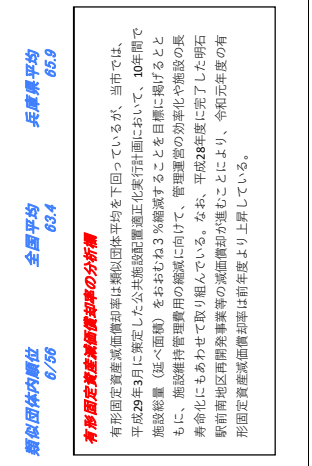 類似団体内順位
6/56
全国平均
63.4
兵庫県平均
65.9
有形固定資産減価償却率の分析欄
有形固定資産減価償却率は類似団体平均を下回っているが、当市では、
平成29年3月に策定した公共施設配置適正化実行計画において、10年間で
施設総量（延べ面積）をおおむね３％縮減することを目標に掲げるとと
もに、施設維持管理費用の縮減に向けて、管理運営の効率化や施設の長
寿命化にもあわせて取り組んでいる。なお、平成28年度に完了した明石
駅前南地区再開発事業等の減価償却が進むことにより、令和元年度の有
形固定資産減価償却率は前年度より上昇している。